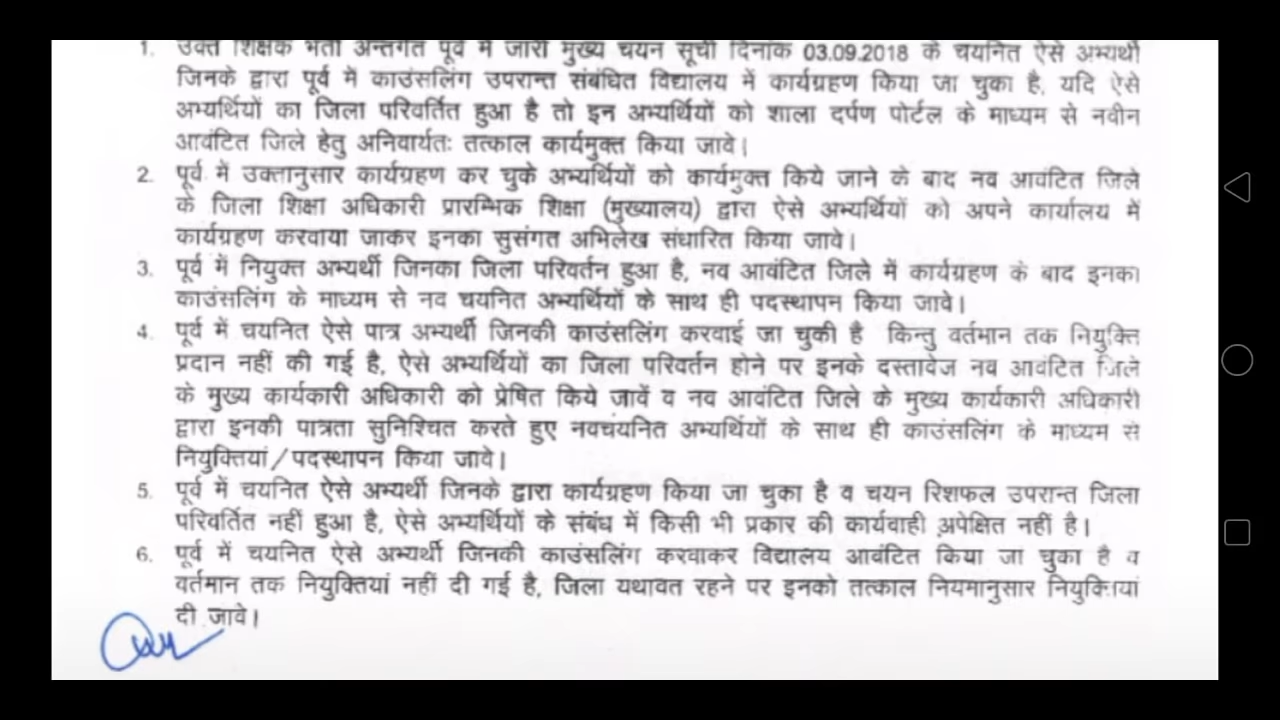 1. उक्त शिक्षक भर्ती अन्तर्गत पूर्व में जारी मुख्य चयन सूची दिनांक 03.09.2018 के चयनित ऐसे अभ्यर्थी
जिनके द्वारा पूर्व में काउंसलिंग उपरान्त संबंधित विद्यालय में कार्यग्रहण किया जा चुका है, यदि ऐसे
अभ्यर्थियों का जिला परिवर्तित हुआ है तो इन अभ्यर्थियों को शाला दर्पण पोर्टल के माध्यम से नवीन
आवंटित जिले हेतु अनिवार्यतः तत्काल कार्यमुक्त किया जावे।
2. पूर्व में उक्तानुसार कार्यग्रहण कर चुके अभ्यर्थियों को कार्यमुक्त किये जाने के बाद नव आवंटित जिले
के जिला शिक्षा अधिकारी प्रारम्भिक शिक्षा (मुख्यालय) द्वारा ऐसे अभ्यर्थियों को अपने कार्यालय में
कार्यग्रहण करवाया जाकर इनका सुसंगत अभिलेख संधारित किया जावे।
3. पूर्व में नियुक्त अभ्यर्थी जिनका जिला परिवर्तन हुआ है, नव आवंटित जिले में कार्यग्रहण के बाद इनका
काउंसलिंग के माध्यम से नव चयनित अभ्यर्थियों के साथ ही पदस्थापन किया जावे।
4. पूर्व में चयनित ऐसे पात्र अभ्यर्थी जिनकी काउंसलिंग करवाई जा चुकी है किन्तु वर्तमान तक नियुक्ति
प्रदान नहीं की गई है, ऐसे अभ्यर्थियों का जिला परिवर्तन होने पर इनके दस्तावेज नव आवंटित जिले
के मुख्य कार्यकारी अधिकारी को प्रेषित किये जावें व नव आवंटित जिले के मुख्य कार्यकारी अधिकारी
द्वारा इनकी पात्रता सुनिश्चित करते हुए नवचयनित अभ्यर्थियों के साथ ही काउंसलिंग के माध्यम से
नियुक्तियां/पदस्थापन किया जावे।
5. पूर्व में चयनित ऐसे अभ्यर्थी जिनके द्वारा कार्यग्रहण किया जा चुका है व चयन रिशफल उपरान्त जिला
परिवर्तित नहीं हुआ है, ऐसे अभ्यर्थियों के संबंध में किसी भी प्रकार की कार्यवाही अपेक्षित नहीं है।
6. पूर्व में चयनित ऐसे अभ्यर्थी जिनकी काउंसलिंग करवाकर विद्यालय आवंटित किया जा चुका है व
वर्तमान तक नियुक्तियां नहीं दी गई है, जिला यथावत रहने पर इनको तत्काल नियमानुसार नियुक्तियां
दी जावे।